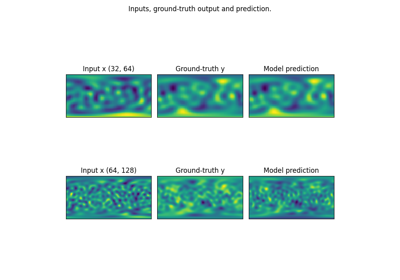 Inputs, ground-truth output and prediction.
Input x (32, 64) Ground-truth y Model prediction
Input x (64, 128) Ground-truth y Model prediction